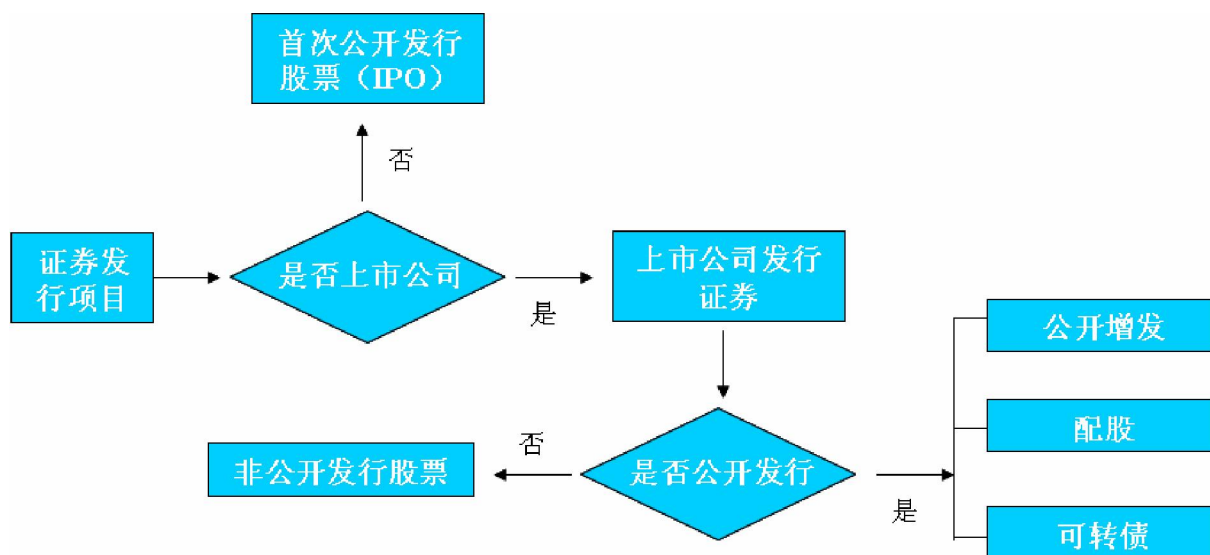 首次公开发行
股票（IPO）
否
证券发
行项目
是否上市公司
是
上市公司发行
证券
公开增发
配股
可转债
否
非公开发行股票
是否公开发行
是